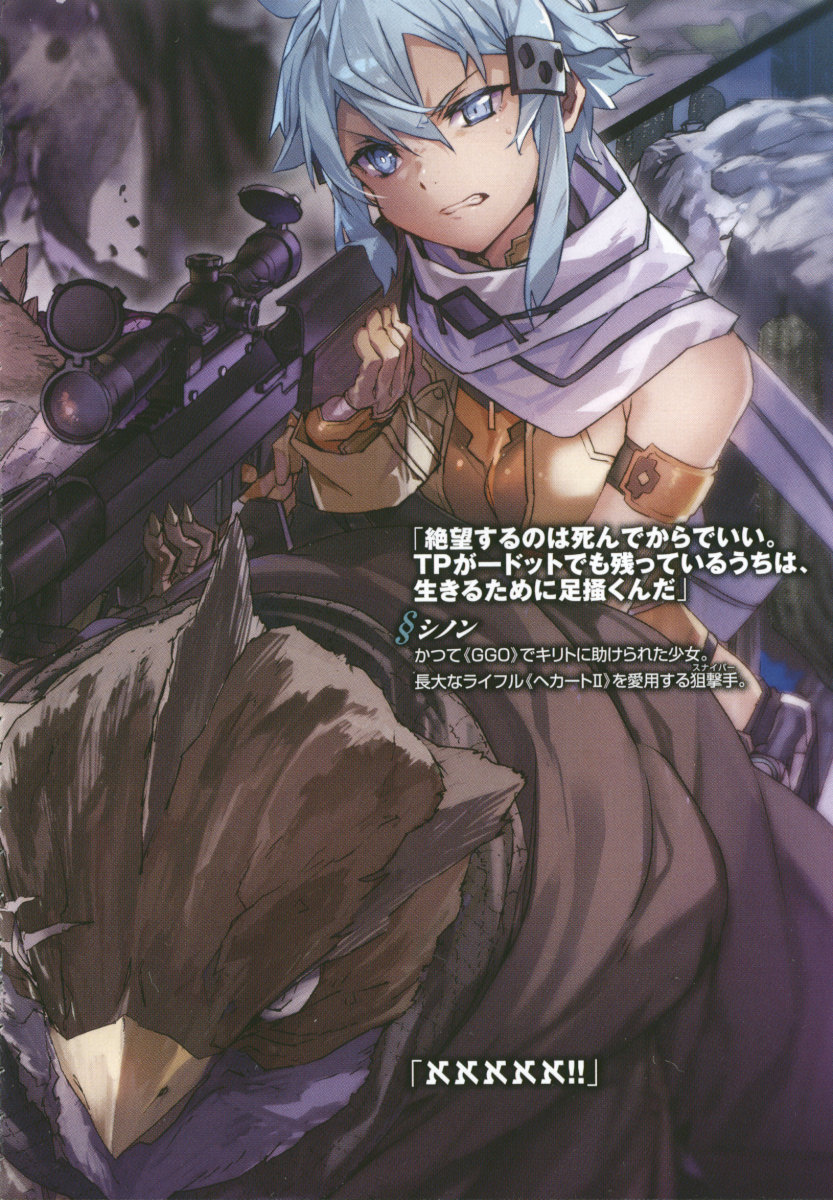 「絶望するのは死んでからでいい。
TPが一ドットでも残っているうちは、
生きるために足掻くんだ」
§シノン
かつて《GGO》でキリトに助けられた少女。
長大なライフル《ヘカートⅡ》を愛用する狙撃手。
スナイパー
「אאאאא!!」